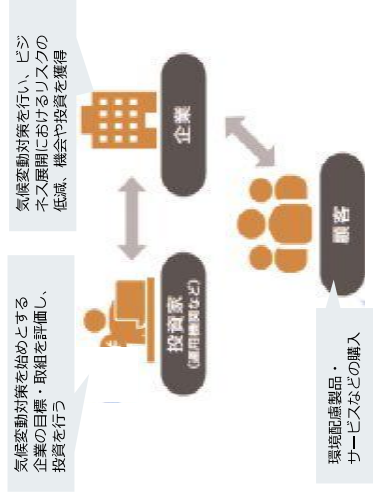 気候変動対策を始めとする
企業の目標・取組を評価し、
投資を行う
気候変動対策を行い、ビジ
ネス展開におけるリスクの
低減、機会や投資を獲得
投資家
(運用機関など)
企業
顧客
環境配慮製品・
サービスなどの購入